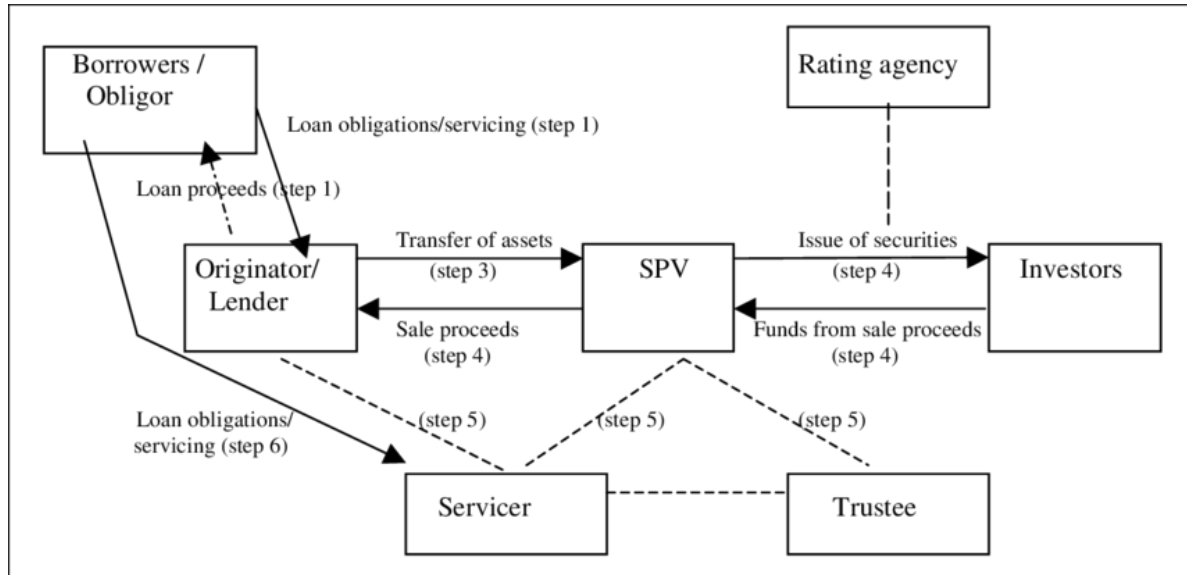 Borrowers /
Obligor
Rating agency
Loan obligations/servicing (step 1)
Loan proceeds (step 1)
Originator/
Lender
Transfer of assets
(step 3)
SPV
Issue of securities
(step 4)
Investors
Sale proceeds
(step 4)
Funds from sale proceeds
(step 4)
Loan obligations/
servicing (step 6)
(step 5)
(step 5)
(step 5)
Servicer
Trustee